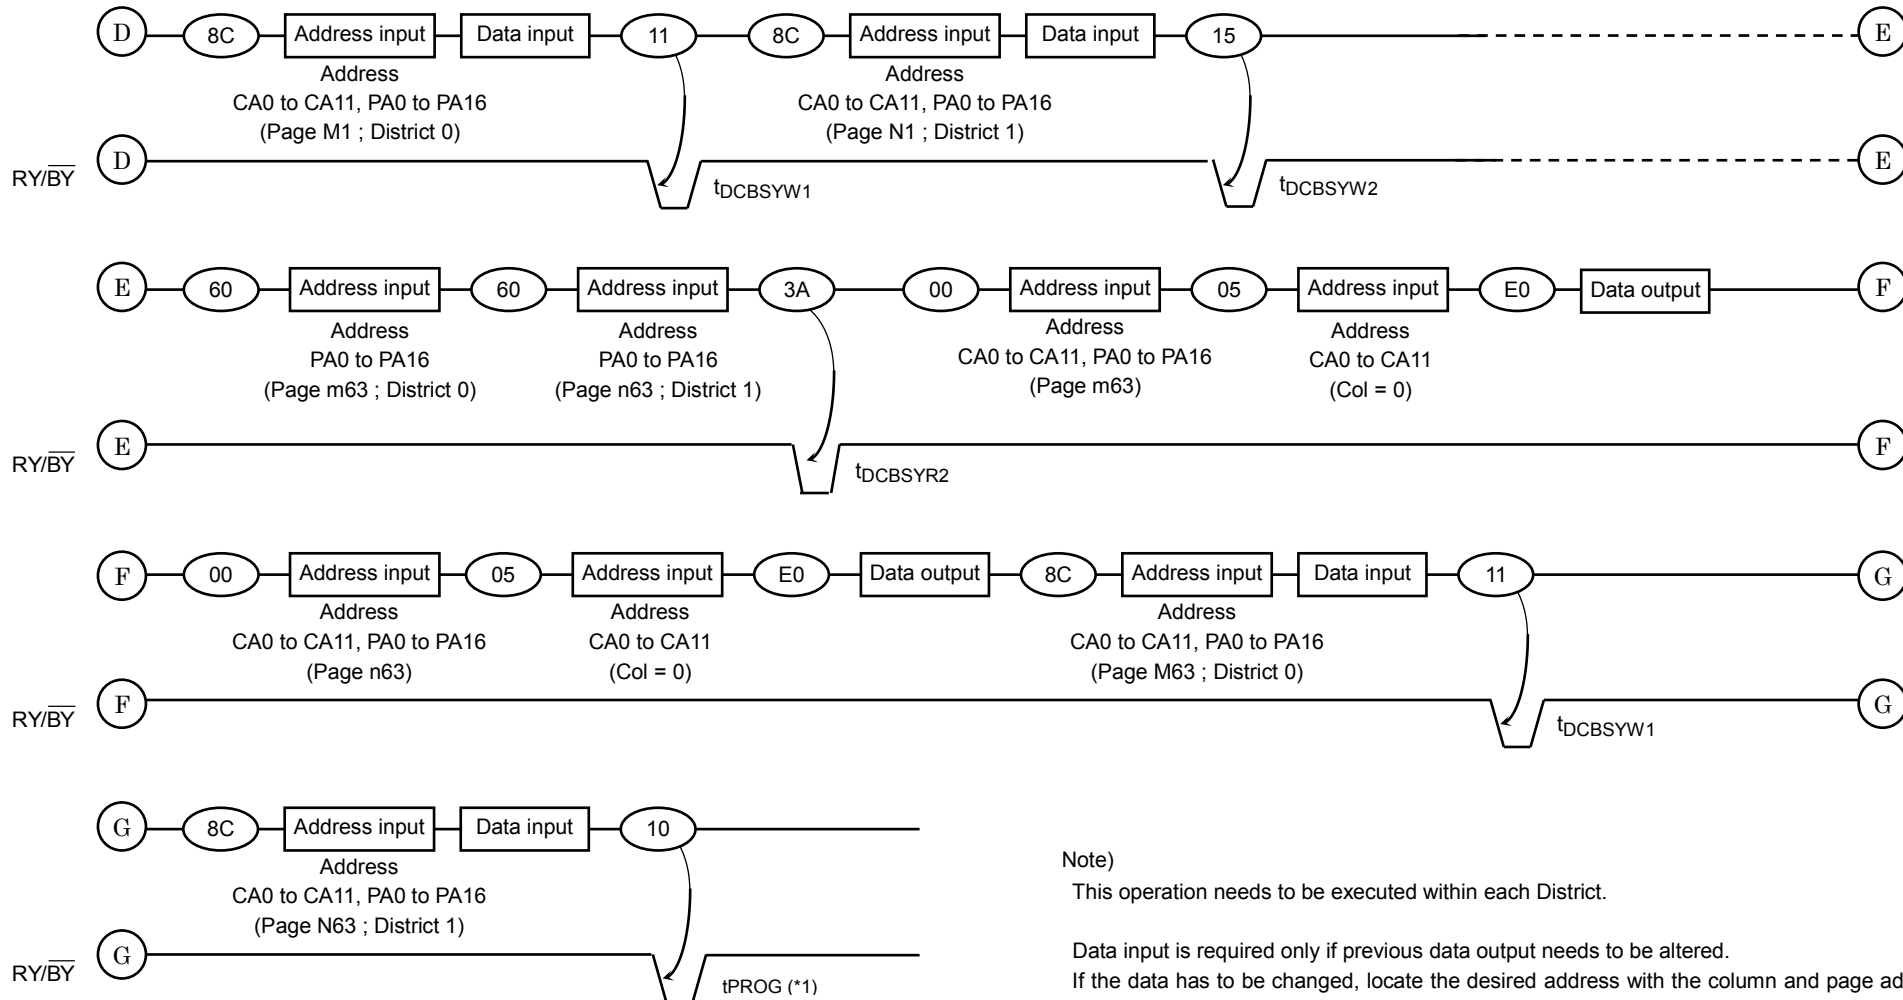 D 8C Address input Data input 11 8C Address input Data input 15 E
Address Address
CA0 to CA11, PA0 to PA16 CA0 to CA11, PA0 to PA16
(Page M1 ; District 0) (Page N1 ; District 1)
RY/B̅Y̅ D tDCBSYW1 tDCBSYW2 E
E 60 Address input 60 Address input 3A 00 Address input 05 Address input E0 Data output F
Address Address Address Address
PA0 to PA16 PA0 to PA16 CA0 to CA11, PA0 to PA16 CA0 to CA11
(Page m63 ; District 0) (Page n63 ; District 1) (Page m63) (Col = 0)
RY/B̅Y̅ E tDCBSYR2 F
F 00 Address input 05 Address input E0 Data output 8C Address input Data input 11 G
Address Address Address
CA0 to CA11, PA0 to PA16 CA0 to CA11 CA0 to CA11, PA0 to PA16
(Page n63) (Col = 0) (Page M63 ; District 0)
RY/B̅Y̅ F tDCBSYW1 G
G 8C Address input Data input 10
Address
CA0 to CA11, PA0 to PA16
(Page N63 ; District 1)
RY/B̅Y̅ G tPROG (*1)
Note)
This operation needs to be executed within each District.
Data input is required only if previous data output needs to be altered.
If the data has to be changed, locate the desired address with the column and page